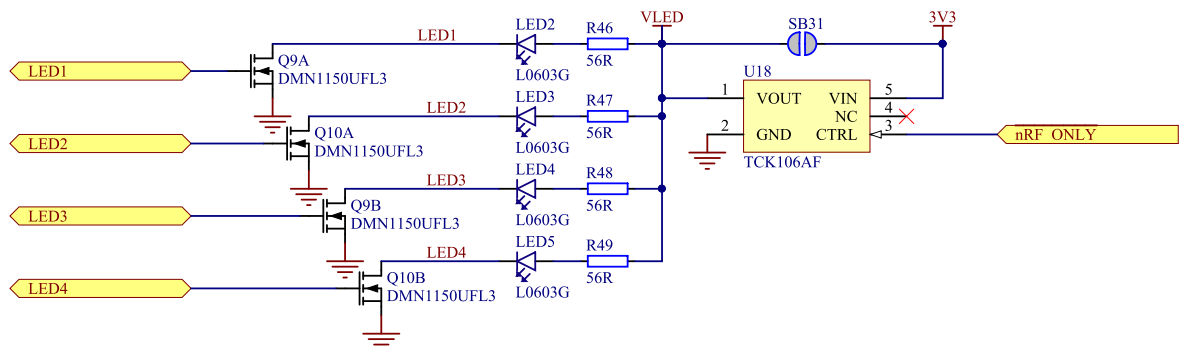 VLED
SB31
3V3
LED1
LED1
Q9A
DMN1150UFL3
LED2
L0603G
R46
56R
LED2
LED2
Q10A
DMN1150UFL3
LED3
L0603G
R47
56R
LED3
LED3
Q9B
DMN1150UFL3
LED4
L0603G
R48
56R
LED4
LED4
Q10B
DMN1150UFL3
LED5
L0603G
R49
56R
U18
1 VOUT VIN 5
NC 4
2 GND CTRL 3
TCK106AF
nRF ONLY